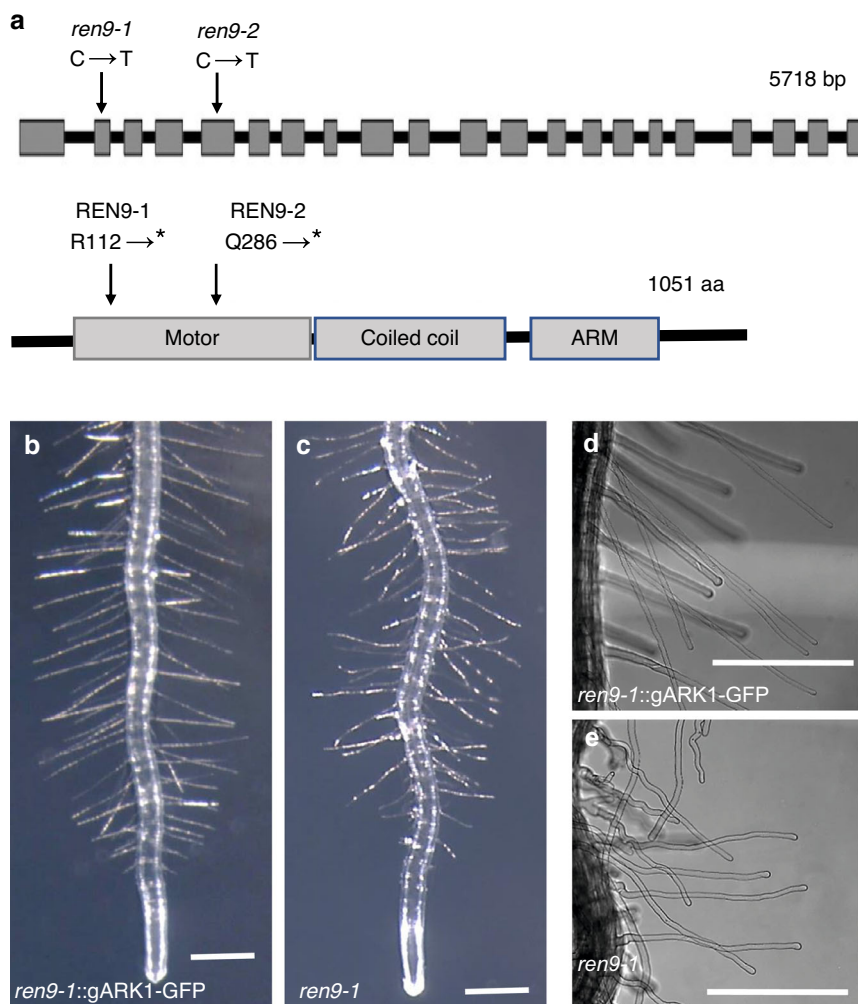 a
ren9-1
ren9-2
C→T
C→T
5718 bp
REN9-1
REN9-2
R112→*
Q286→*
1051 aa
Motor
Coiled coil
ARM
b
c
d
ren9-1::gARK1-GFP
e
ren9-1::gARK1-GFP
ren9-1
ren9-1